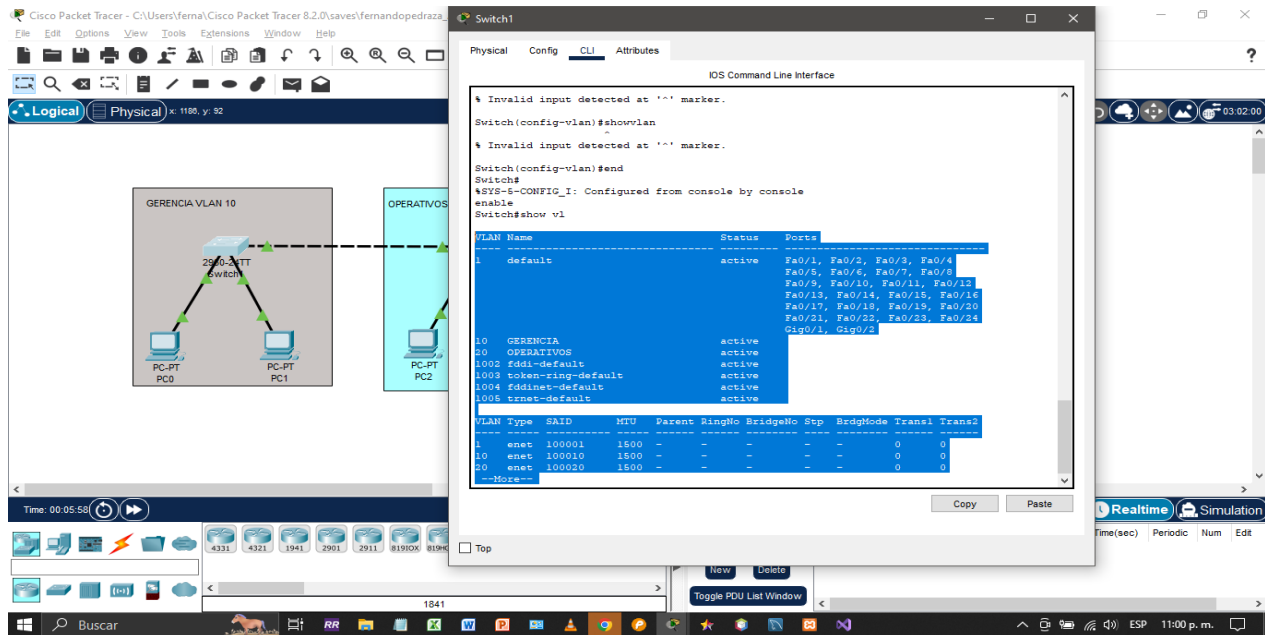 Cisco Packet Tracer - C:\Users\ferna\Cisco Packet Tracer 8.2.0\saves\fernandopedraza_
File Edit Options View Tools Extensions Window Help
Logical Physical x: 1186, y: 92
03:02:00
GERENCIA VLAN 10
OPERATIVOS
2960-24TT
Switch1
PC-PT
PC0
PC-PT
PC1
PC-PT
PC2
Switch1
Physical Config CLI Attributes
IOS Command Line Interface
% Invalid input detected at '^' marker.
Switch(config-vlan)#showvlan
^
% Invalid input detected at '^' marker.
Switch(config-vlan)#end
Switch#
%SYS-5-CONFIG_I: Configured from console by console
enable
Switch#show vl
VLAN Name Status Ports
---- -------------------------------- --------- -------------------------------
1 default active Fa0/1, Fa0/2, Fa0/3, Fa0/4
Fa0/5, Fa0/6, Fa0/7, Fa0/8
Fa0/9, Fa0/10, Fa0/11, Fa0/12
Fa0/13, Fa0/14, Fa0/15, Fa0/16
Fa0/17, Fa0/18, Fa0/19, Fa0/20
Fa0/21, Fa0/22, Fa0/23, Fa0/24
Gig0/1, Gig0/2
10 GERENCIA active
20 OPERATIVOS active
1002 fddi-default active
1003 token-ring-default active
1004 fddinet-default active
1005 trnet-default active
VLAN Type SAID MTU Parent RingNo BridgeNo Stp BrdgMode Trans1 Trans2
---- ----- ---------- ----- ------ ------ -------- ---- -------- ------ ------
1 enet 100001 1500 - - - - - 0 0
10 enet 100010 1500 - - - - - 0 0
20 enet 100020 1500 - - - - - 0 0
--More--
Copy Paste
Top
Time: 00:05:58
Realtime Simulation
4331 4321 1941 2901 2911 819IOX 819HG
1841
New Delete
Toggle PDU List Window
Time(sec) Periodic Num Edit
Buscar
ESP 11:00 p. m.